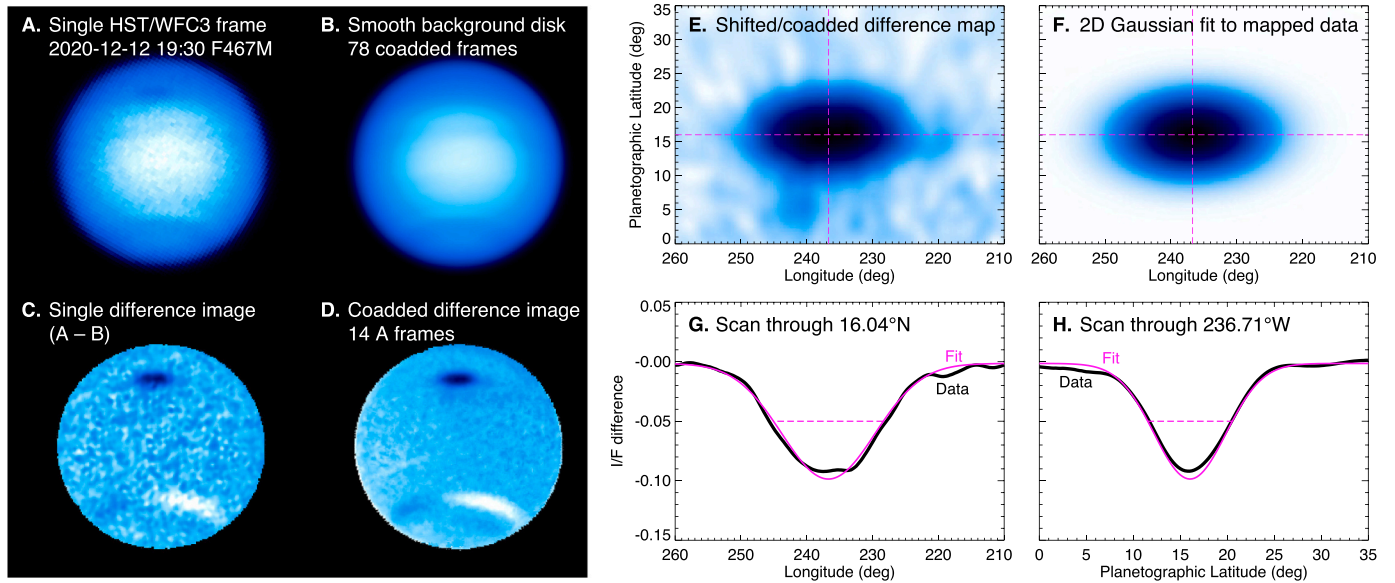 A. Single HST/WFC3 frame
2020-12-12 19:30 F467M
B. Smooth background disk
78 coadded frames
C. Single difference image
(A – B)
D. Coadded difference image
14 A frames
E. Shifted/coadded difference map
35
30
25
20
15
10
5
0
Planetographic Latitude (deg)
260 250 240 230 220 210
Longitude (deg)
F. 2D Gaussian fit to mapped data
260 250 240 230 220 210
Longitude (deg)
G. Scan through 16.04°N
Fit
Data
0.05
-0.00
-0.05
-0.10
-0.15
I/F difference
260 250 240 230 220 210
Longitude (deg)
H. Scan through 236.71°W
Fit
Data
0 5 10 15 20 25 30 35
Planetographic Latitude (deg)